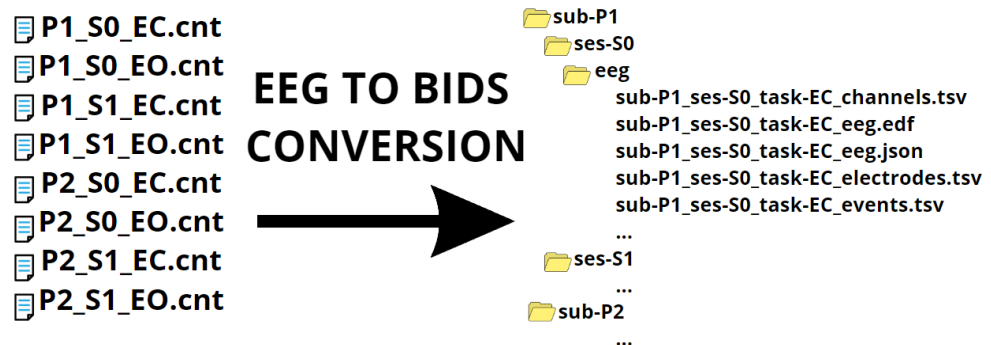 P1_S0_EC.cnt
P1_S0_EO.cnt
P1_S1_EC.cnt
P1_S1_EO.cnt
P2_S0_EC.cnt
P2_S0_EO.cnt
P2_S1_EC.cnt
P2_S1_EO.cnt
EEG TO BIDS
CONVERSION
sub-P1
ses-S0
eeg
sub-P1_ses-S0_task-EC_channels.tsv
sub-P1_ses-S0_task-EC_eeg.edf
sub-P1_ses-S0_task-EC_eeg.json
sub-P1_ses-S0_task-EC_electrodes.tsv
sub-P1_ses-S0_task-EC_events.tsv
...
ses-S1
...
sub-P2
...